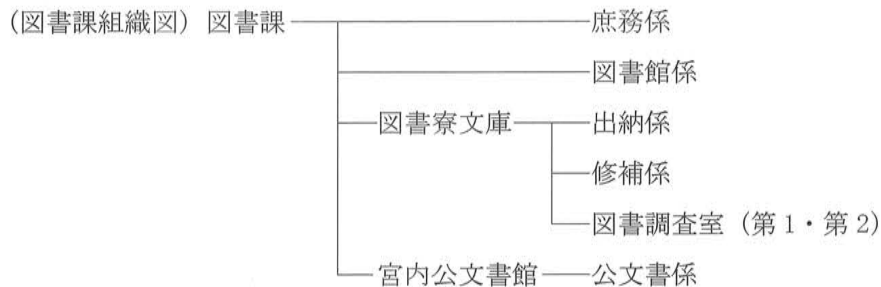 (図書課組織図) 図書課 庶務係
図書館係
図書寮文庫 出納係
修補係
図書調査室 (第1・第2)
宮内公文書館 公文書係